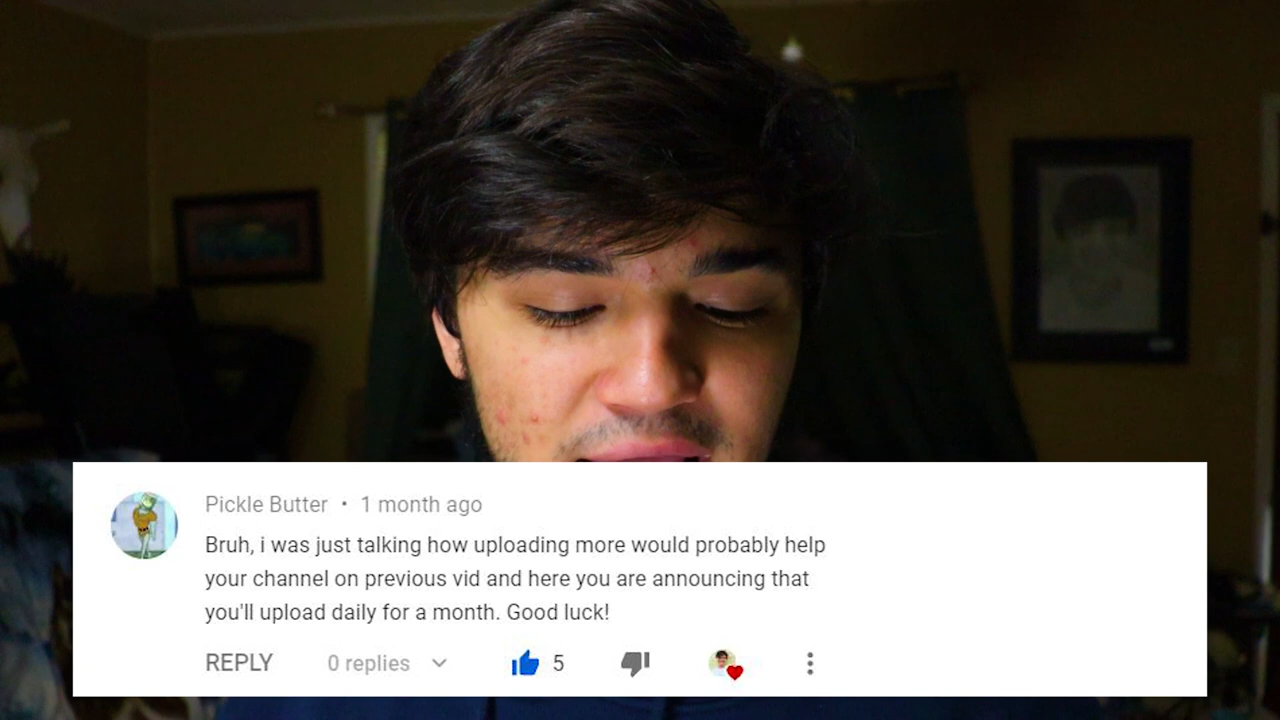 Pickle Butter • 1 month ago
Bruh, i was just talking how uploading more would probably help
your channel on previous vid and here you are announcing that
you'll upload daily for a month. Good luck!
REPLY 0 replies 5